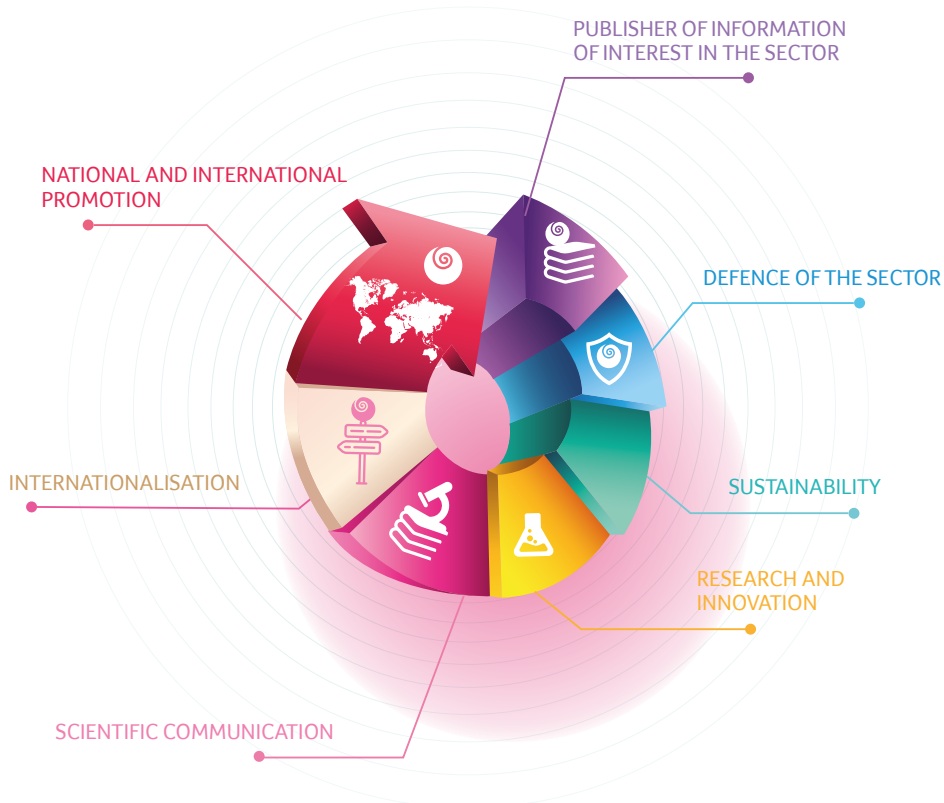 PUBLISHER OF INFORMATION
OF INTEREST IN THE SECTOR
NATIONAL AND INTERNATIONAL
PROMOTION
DEFENCE OF THE SECTOR
INTERNATIONALISATION
SUSTAINABILITY
RESEARCH AND
INNOVATION
SCIENTIFIC COMMUNICATION